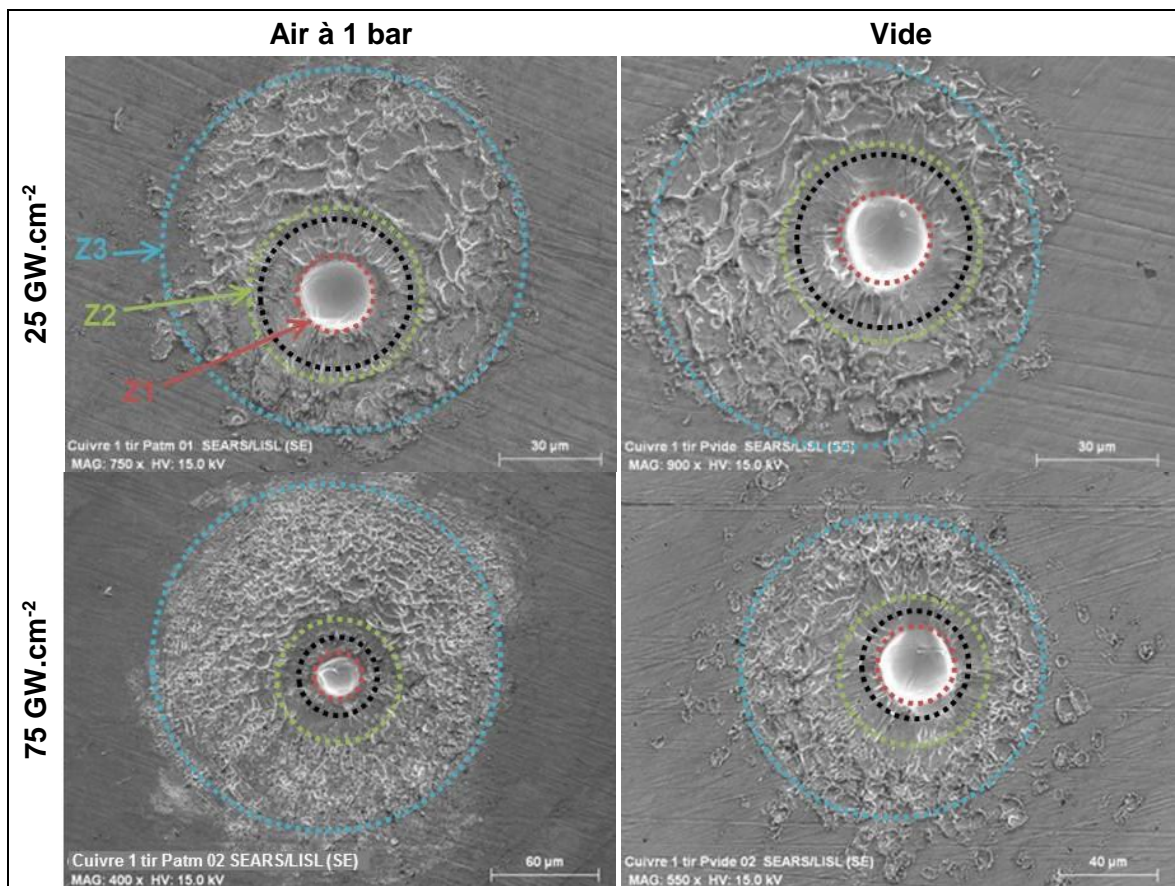 Air à 1 bar
Vide
25 GW.cm-2
Z3
Z2
Z1
Cuivre 1 tir Patm 01 SEARS/LISL (SE)
30 µm
MAG: 750 x HV: 15.0 kV
Cuivre 1 tir Pvide SEARS/LISL (SE)
30 µm
MAG: 900 x HV: 15.0 kV
75 GW.cm-2
Cuivre 1 tir Patm 02 SEARS/LISL (SE)
60 µm
MAG: 400 x HV: 15.0 kV
Cuivre 1 tir Pvide 02 SEARS/LISL (SE)
40 µm
MAG: 550 x HV: 15.0 kV